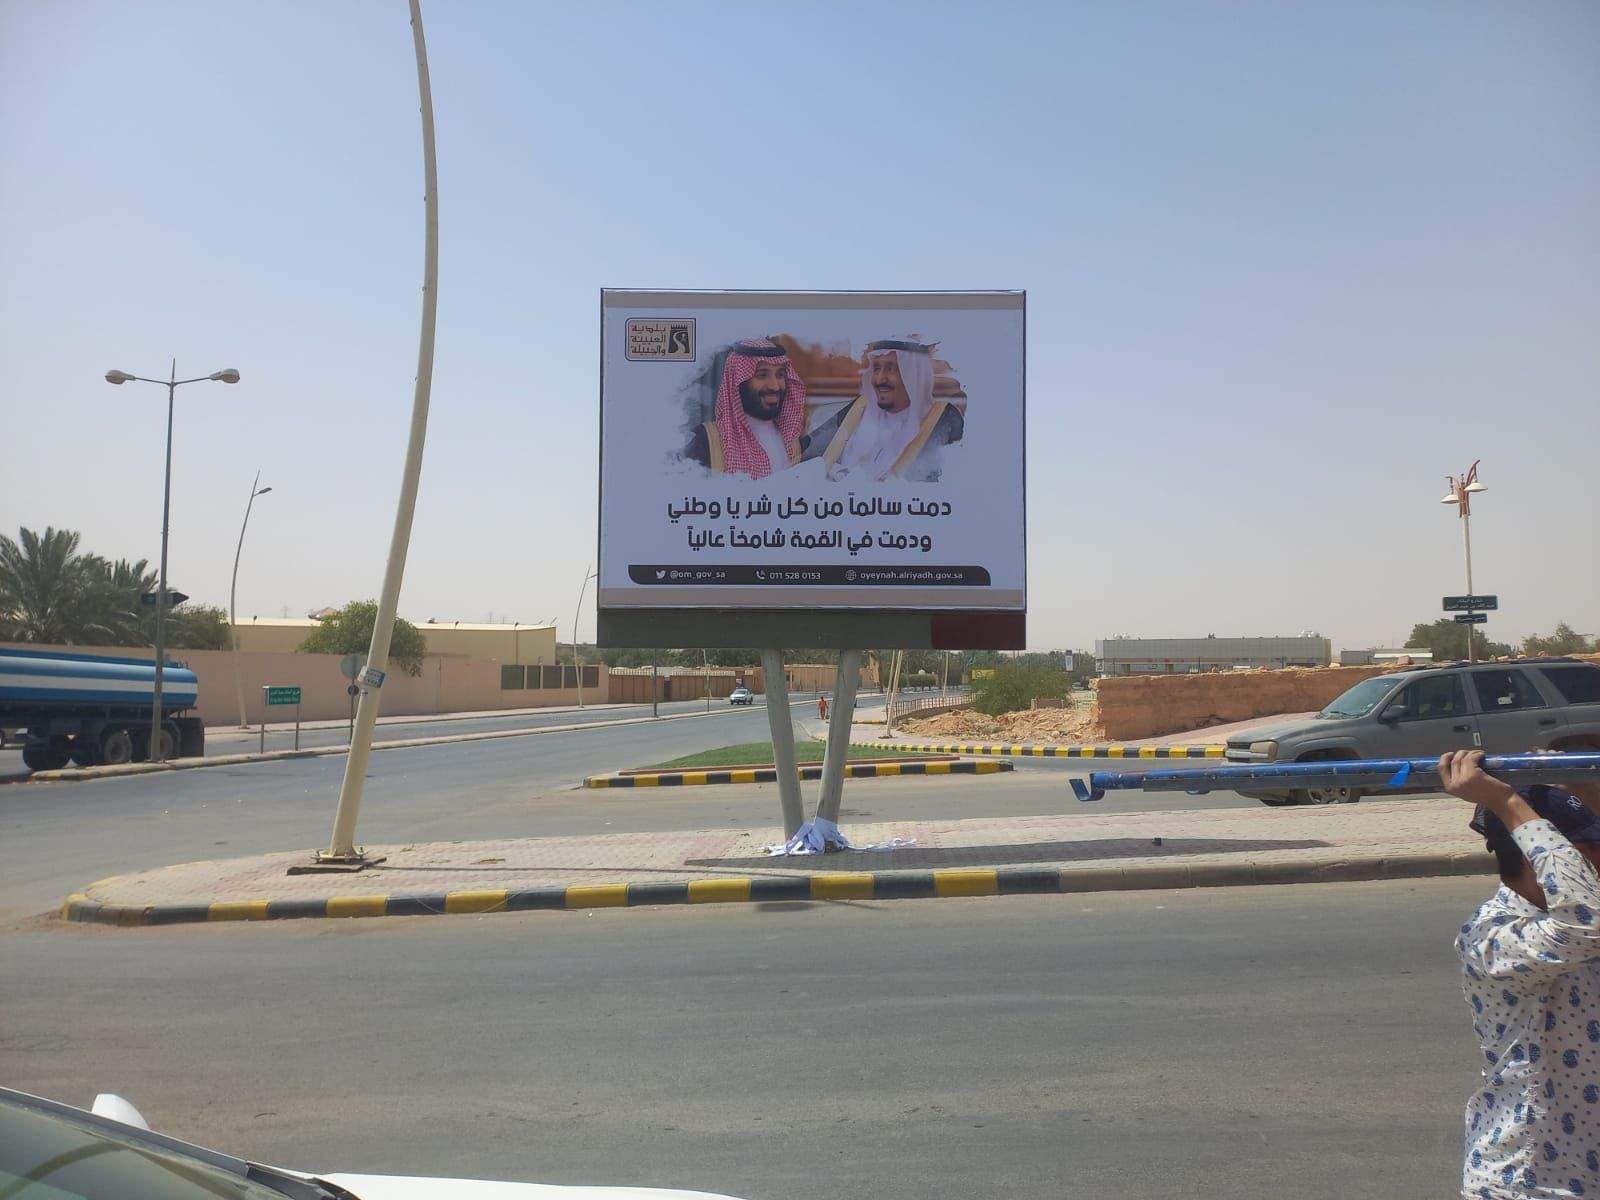 بلدية
العيينة
والجبيلة
دمت سالماً من كل شر يا وطني
ودمت في القمة شامخاً عالياً
@om_gov_sa 011 528 0153 oyeynah.alriyadh.gov.sa
RO